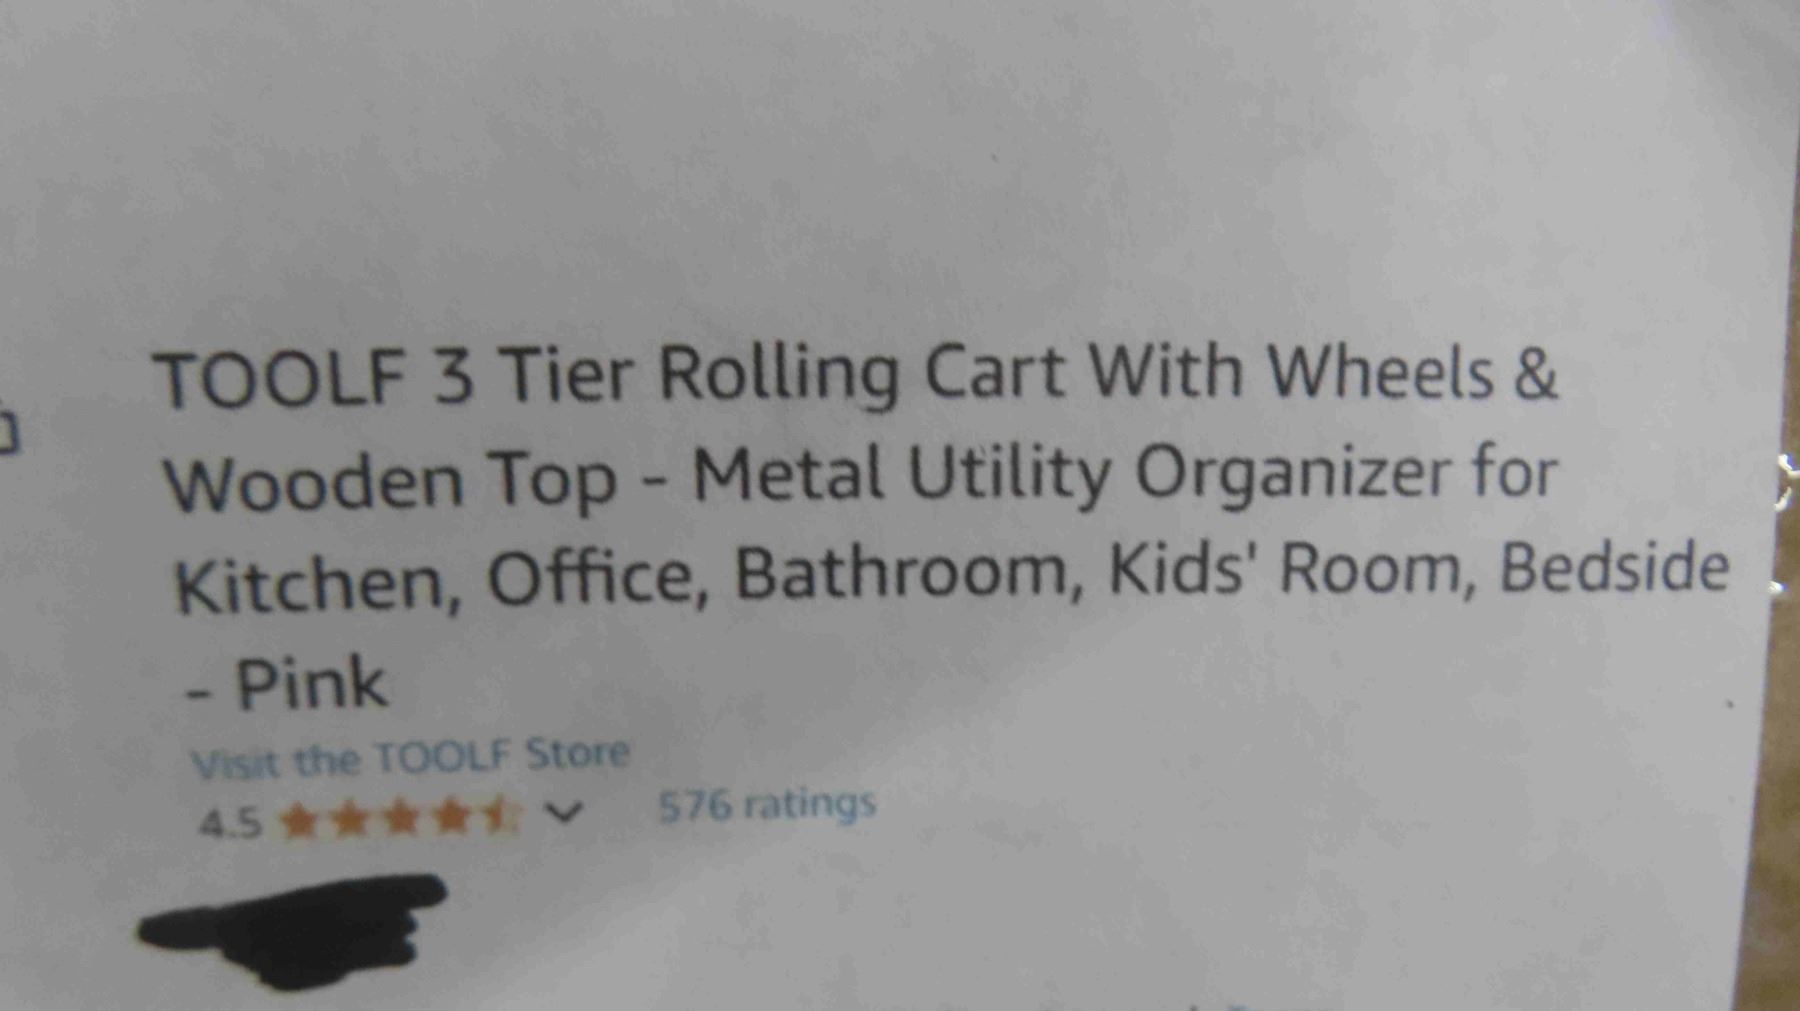 TOOLF 3 Tier Rolling Cart With Wheels &
Wooden Top - Metal Utility Organizer for
Kitchen, Office, Bathroom, Kids' Room, Bedside
- Pink
Visit the TOOLF Store
4.5 576 ratings